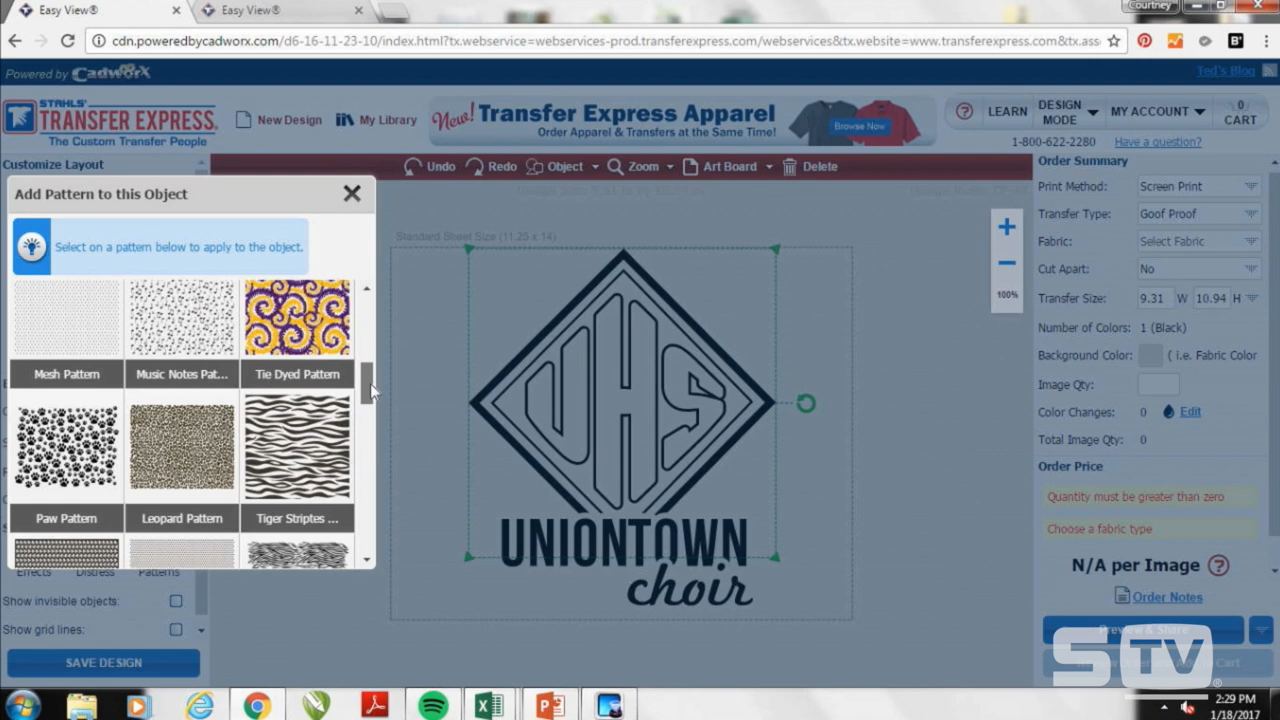 Easy View®
Easy View®
Courtney
cdn.poweredbycadworx.com/d6-16-11-23-10/index.html?tx.webservice=webservices-prod.transferexpress.com/webservices&tx.website=www.transferexpress.com&tx.ass
Powered by CadworX
Ted's Blog
STAHLS'
TRANSFER EXPRESS.
The Custom Transfer People
New Design
My Library
New!
Transfer Express Apparel
Order Apparel & Transfers at the Same Time!
Browse Now
LEARN
DESIGN MODE
MY ACCOUNT
0
CART
1-800-622-2280
Have a question?
Customize Layout
Undo
Redo
Object
Zoom
Art Board
Delete
Order Summary
Add Pattern to this Object
Select on a pattern below to apply to the object.
Mesh Pattern
Music Notes Pat...
Tie Dyed Pattern
Paw Pattern
Leopard Pattern
Tiger Striptes ...
Effects
Distress
Patterns
Show invisible objects:
Show grid lines:
SAVE DESIGN
Standard Sheet Size (11.25 x 14)
UHS
UNIONTOWN
choir
100%
Print Method:
Screen Print
Transfer Type:
Goof Proof
Fabric:
Select Fabric
Cut Apart:
No
Transfer Size:
9.31 W 10.94 H
Number of Colors: 1 (Black)
Background Color:
( i.e. Fabric Color
Image Qty:
Color Changes: 0
Edit
Total Image Qty: 0
Order Price
Quantity must be greater than zero
Choose a fabric type
N/A per Image
Order Notes
Preview & Share
Cart
STV®
2:29 PM
1/18/2017